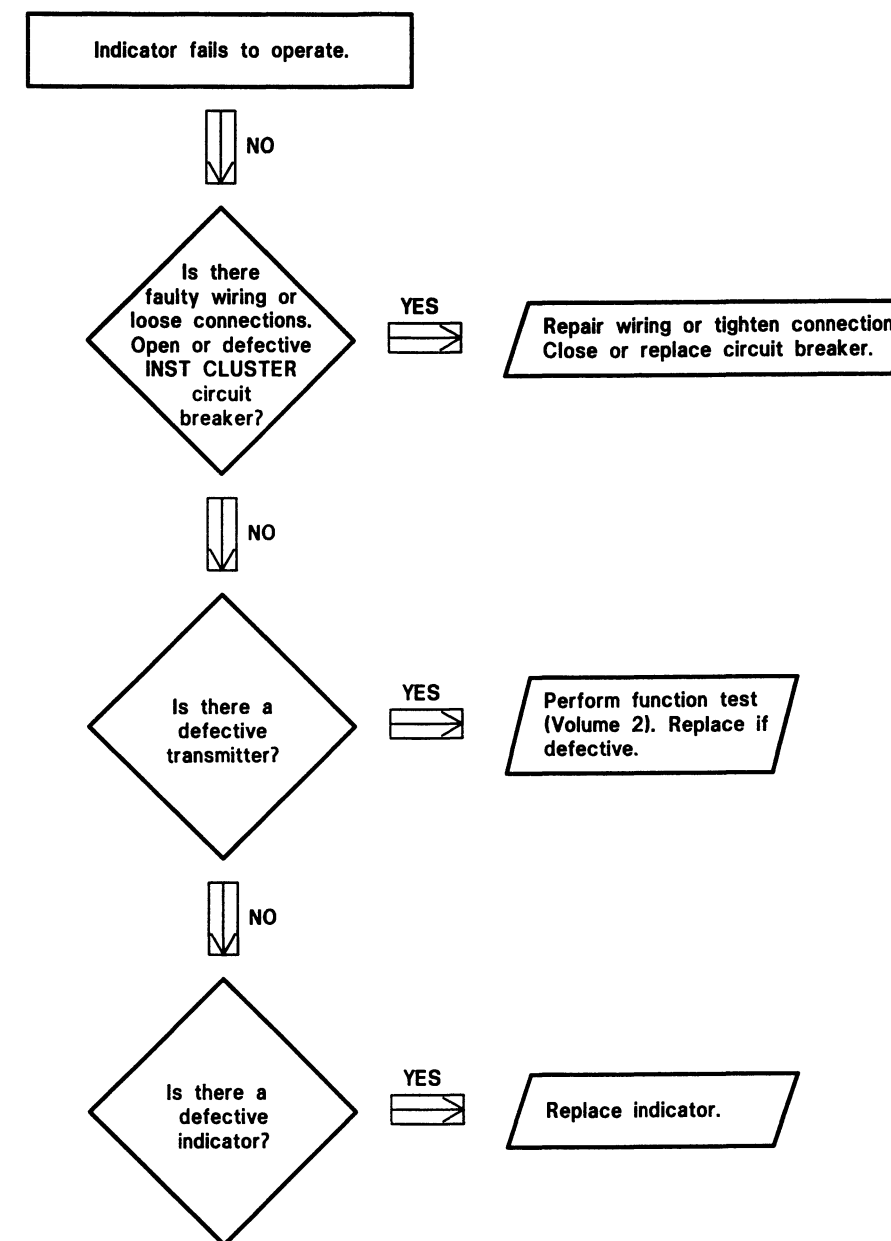 Indicator fails to operate.
NO
Is there
faulty wiring or
loose connections.
Open or defective
INST CLUSTER
circuit
breaker?
YES
Repair wiring or tighten connection
Close or replace circuit breaker.
NO
Is there a
defective
transmitter?
YES
Perform function test
(Volume 2). Replace if
defective.
NO
Is there a
defective
indicator?
YES
Replace indicator.